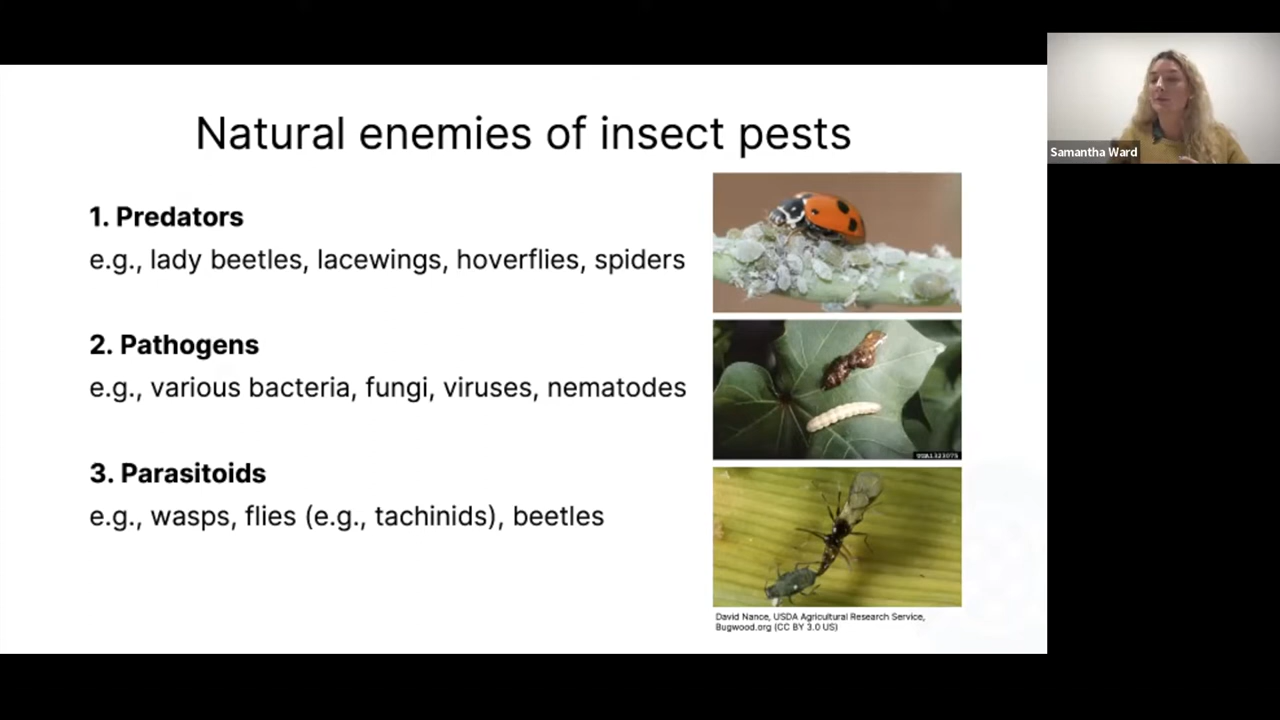 Natural enemies of insect pests
1. Predators
e.g., lady beetles, lacewings, hoverflies, spiders
2. Pathogens
e.g., various bacteria, fungi, viruses, nematodes
3. Parasitoids
e.g., wasps, flies (e.g., tachinids), beetles
David Nance, USDA Agricultural Research Service,
Bugwood.org (CC BY 3.0 US)
Samantha Ward